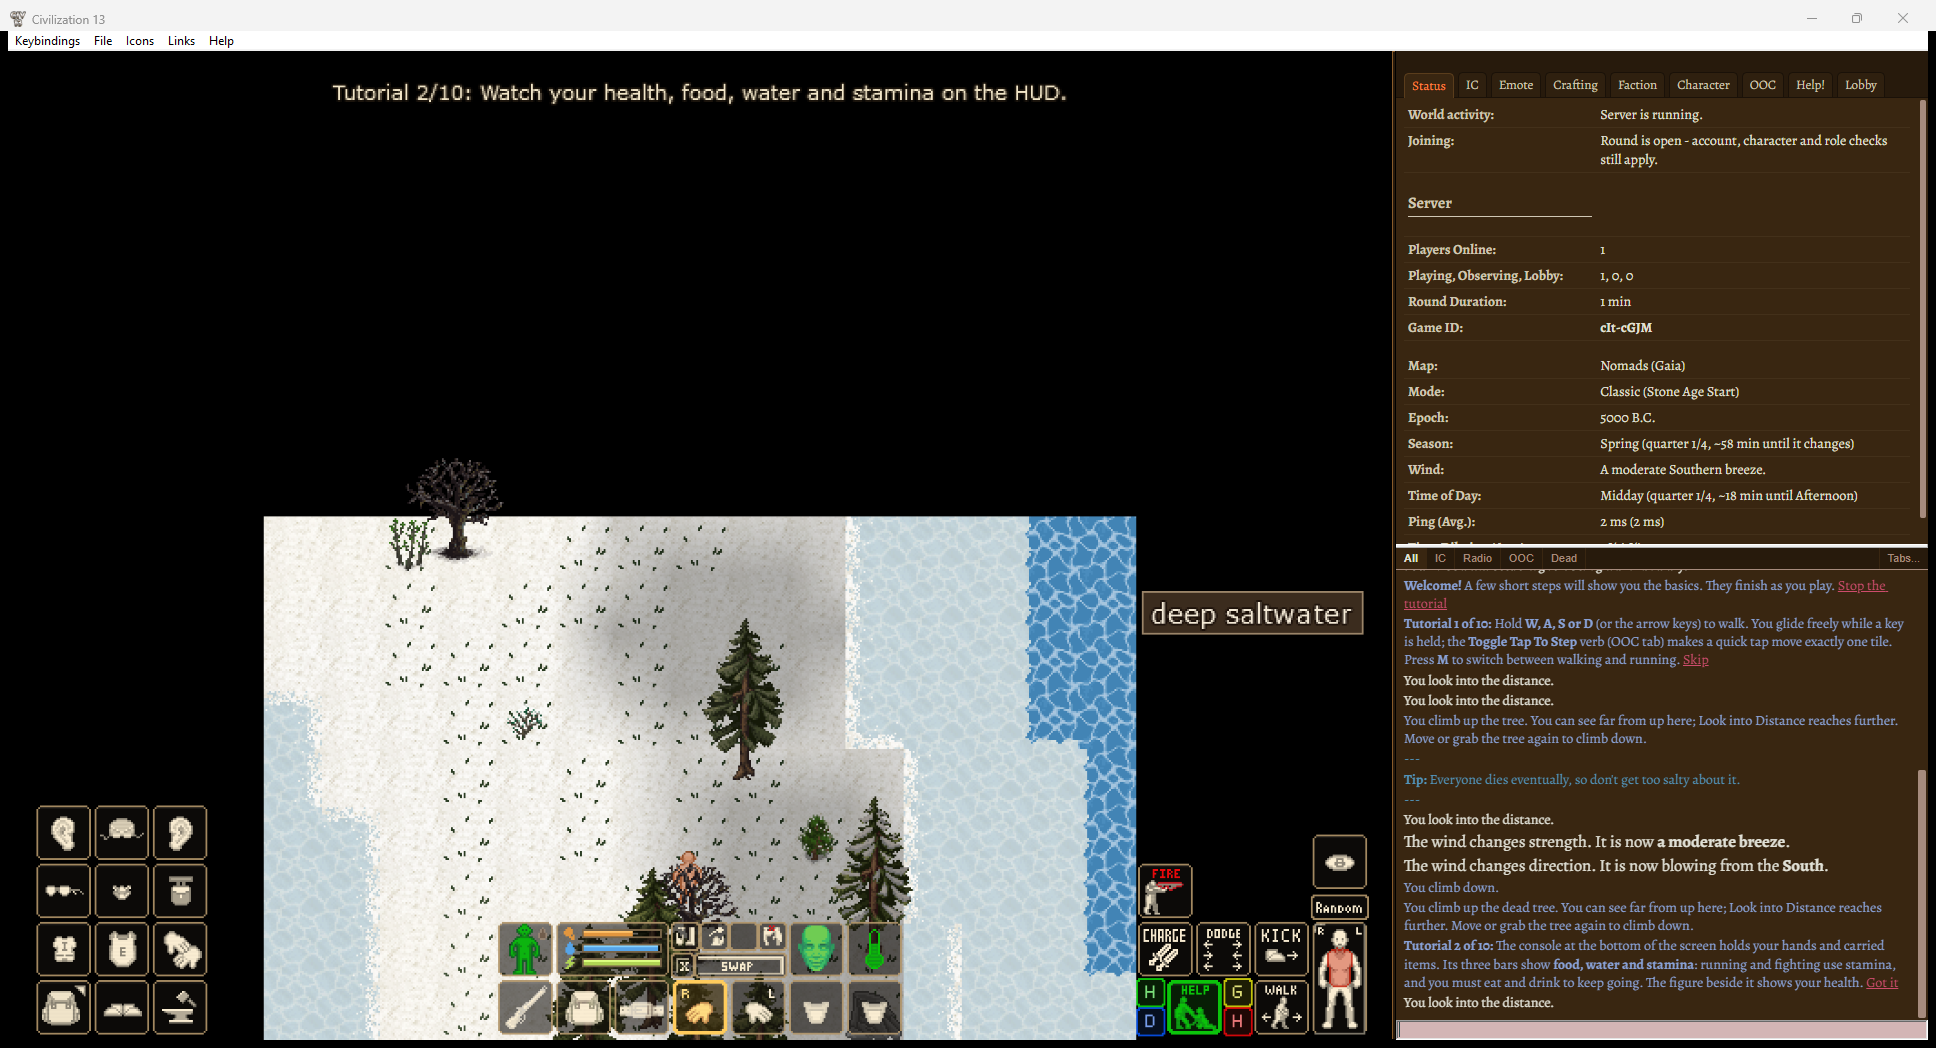 Civilization 13
Keybindings File Icons Links Help
Tutorial 2/10: Watch your health, food, water and stamina on the HUD.
Status IC Emote Crafting Faction Character OOC Help! Lobby
World activity: Server is running.
Joining: Round is open - account, character and role checks
still apply.
Server
Players Online: 1
Playing, Observing, Lobby: 1, 0, 0
Round Duration: 1 min
Game ID: cIt-cGJM
Map: Nomads (Gaia)
Mode: Classic (Stone Age Start)
Epoch: 5000 B.C.
Season: Spring (quarter 1/4, ~58 min until it changes)
Wind: A moderate Southern breeze.
Time of Day: Midday (quarter 1/4, ~18 min until Afternoon)
Ping (Avg.): 2 ms (2 ms)
All IC Radio OOC Dead Tabs...
Welcome! A few short steps will show you the basics. They finish as you play. Stop the
tutorial
Tutorial 1 of 10: Hold W, A, S or D (or the arrow keys) to walk. You glide freely while a key
is held; the Toggle Tap To Step verb (OOC tab) makes a quick tap move exactly one tile.
Press M to switch between walking and running. Skip
You look into the distance.
You look into the distance.
You climb up the tree. You can see far from up here; Look into Distance reaches further.
Move or grab the tree again to climb down.
---
Tip: Everyone dies eventually, so don't get too salty about it.
---
You look into the distance.
The wind changes strength. It is now a moderate breeze.
The wind changes direction. It is now blowing from the South.
You climb down.
You climb up the dead tree. You can see far from up here; Look into Distance reaches
further. Move or grab the tree again to climb down.
Tutorial 2 of 10: The console at the bottom of the screen holds your hands and carried
items. Its three bars show food, water and stamina: running and fighting use stamina,
and you must eat and drink to keep going. The figure beside it shows your health. Got it
You look into the distance.
deep saltwater
FIRE
B
Random
CHARGE DODGE KICK
R L
H HELP G WALK
D H
X SWAP
R L
I E